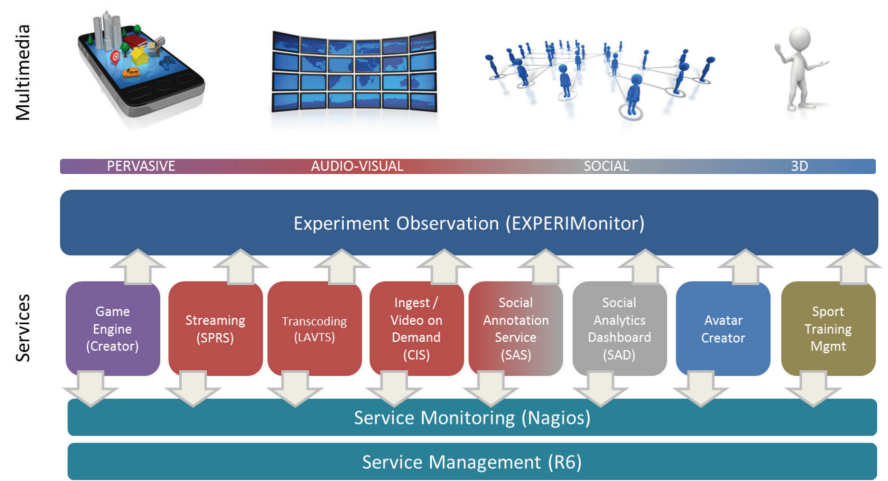 Multimedia
PERVASIVE
AUDIO-VISUAL
SOCIAL
3D
Experiment Observation (EXPERIMonitor)
Services
Game
Engine
(Creator)
Streaming
(SPRS)
Transcoding
(LAVTS)
Ingest /
Video on
Demand
(CIS)
Social
Annotation
Service
(SAS)
Social
Analytics
Dashboard
(SAD)
Avatar
Creator
Sport
Training
Mgmt
Service Monitoring (Nagios)
Service Management (R6)